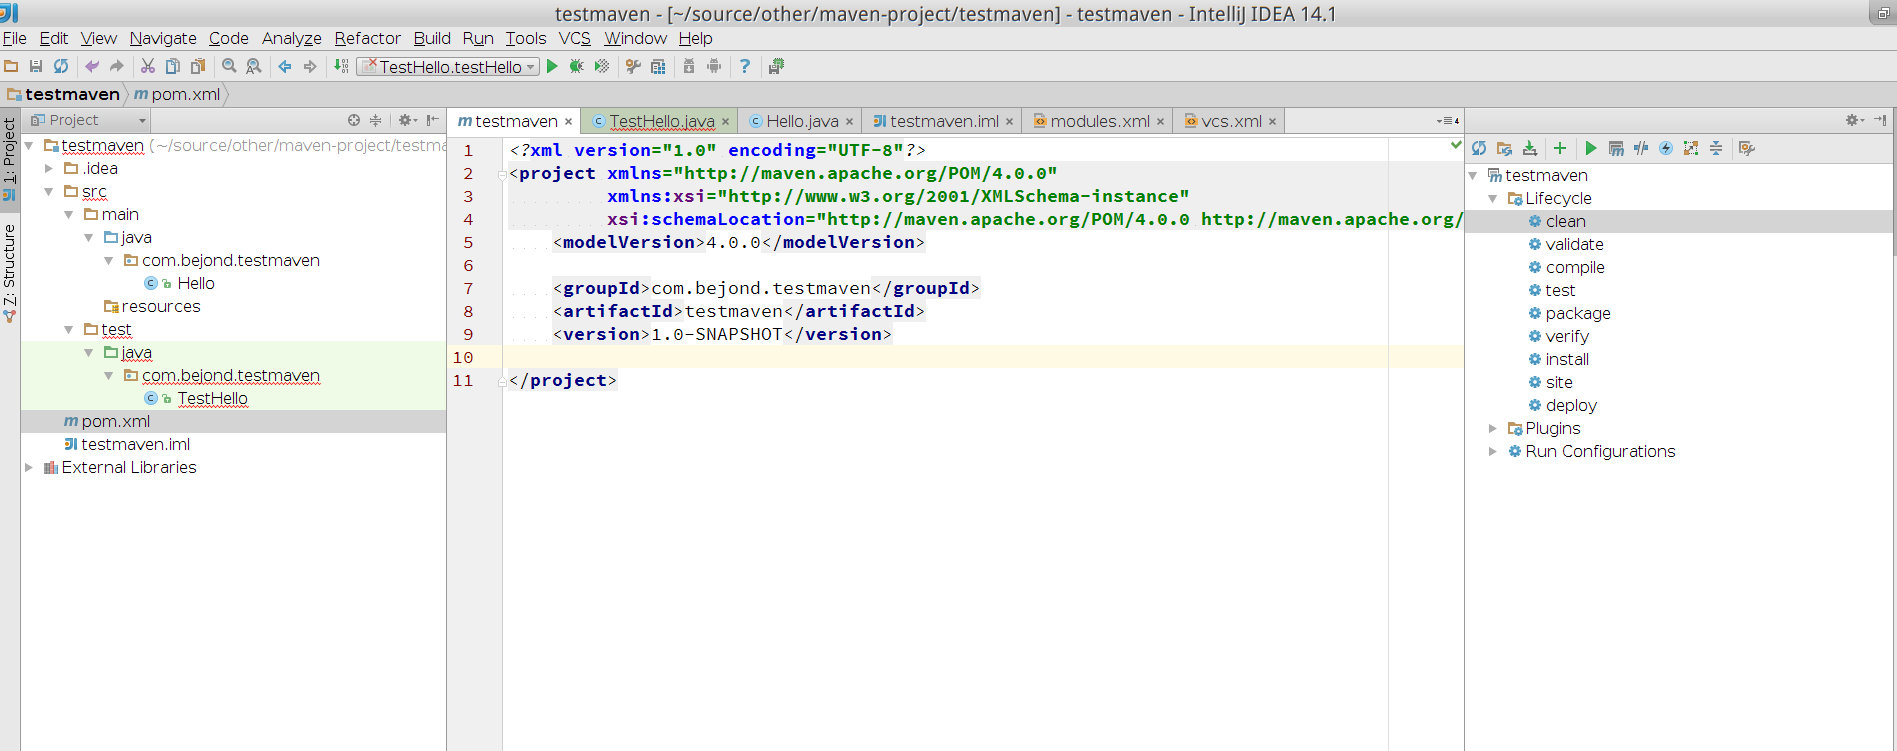 testmaven - [~/source/other/maven-project/testmaven] - testmaven - IntelliJ IDEA 14.1
File Edit View Navigate Code Analyze Refactor Build Run Tools VCS Window Help
TestHello.testHello
testmaven pom.xml
1: Project
Z: Structure
Project
testmaven (~/source/other/maven-project/testma
.idea
src
main
java
com.bejond.testmaven
Hello
resources
test
java
com.bejond.testmaven
TestHello
pom.xml
testmaven.iml
External Libraries
testmaven TestHello.java Hello.java testmaven.iml modules.xml vcs.xml 4
1 <?xml version="1.0" encoding="UTF-8"?>
2 <project xmlns="http://maven.apache.org/POM/4.0.0"
3 xmlns:xsi="http://www.w3.org/2001/XMLSchema-instance"
4 xsi:schemaLocation="http://maven.apache.org/POM/4.0.0 http://maven.apache.org/
5 <modelVersion>4.0.0</modelVersion>
6
7 <groupId>com.bejond.testmaven</groupId>
8 <artifactId>testmaven</artifactId>
9 <version>1.0-SNAPSHOT</version>
10
11 </project>
testmaven
Lifecycle
clean
validate
compile
test
package
verify
install
site
deploy
Plugins
Run Configurations